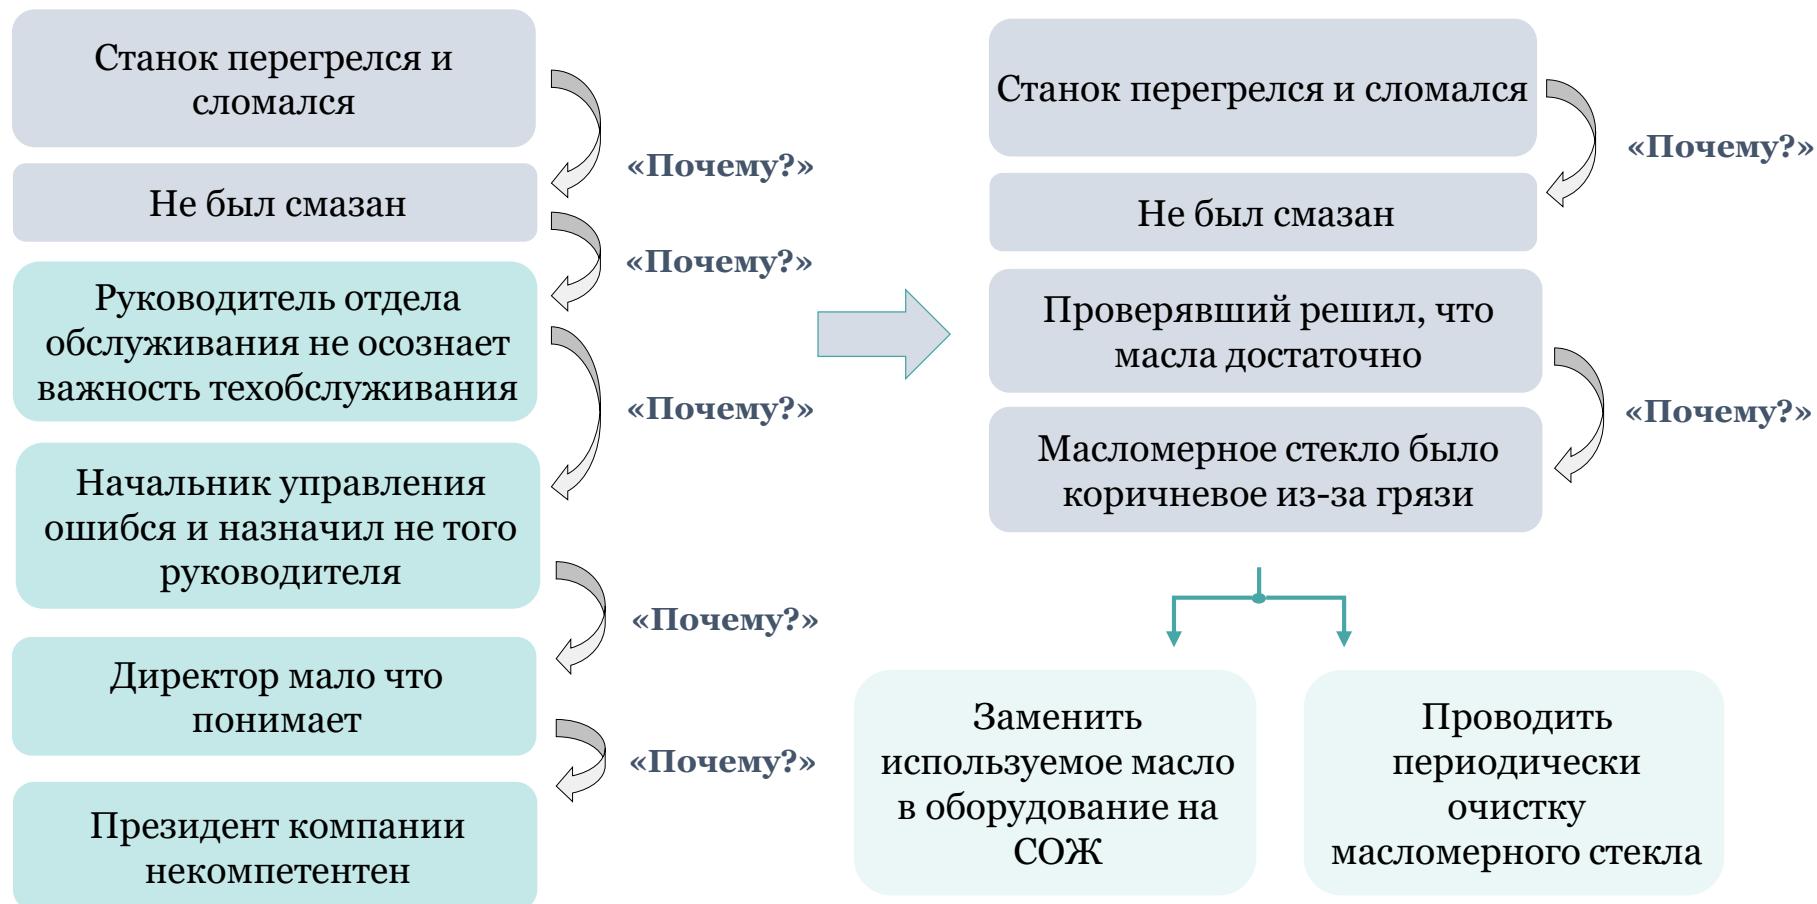 Станок перегрелся и
сломался
«Почему?»
Не был смазан
«Почему?»
Руководитель отдела
обслуживания не осознает
важность техобслуживания
«Почему?»
Начальник управления
ошибся и назначил не того
руководителя
«Почему?»
Директор мало что
понимает
«Почему?»
Президент компании
некомпетентен
Станок перегрелся и сломался
«Почему?»
Не был смазан
Проверявший решил, что
масла достаточно
«Почему?»
Масломерное стекло было
коричневое из-за грязи
Заменить
используемое масло
в оборудование на
СОЖ
Проводить
периодически
очистку
масломерного стекла